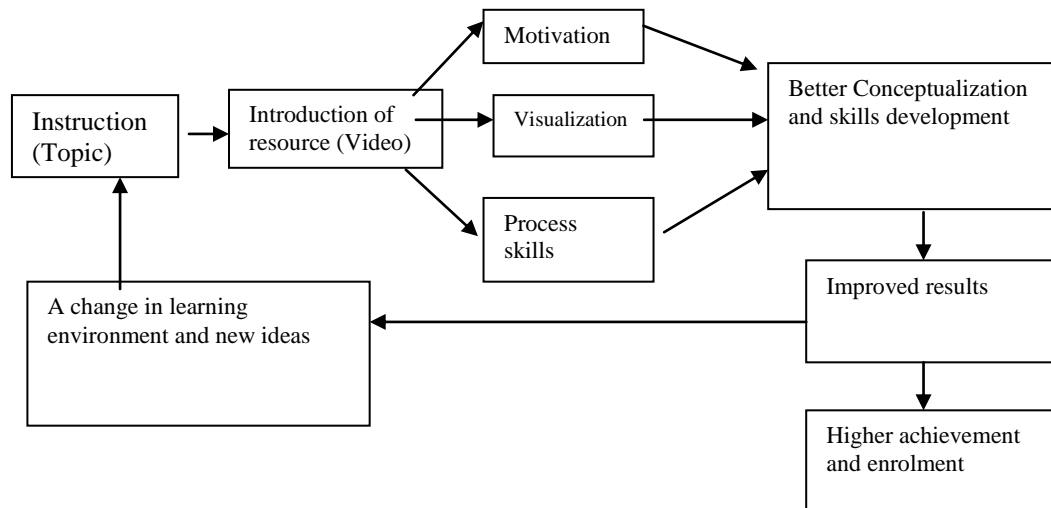 Instruction
(Topic)
Introduction of
resource (Video)
Motivation
Visualization
Process
skills
Better Conceptualization
and skills development
Improved results
Higher achievement
and enrolment
A change in learning
environment and new ideas